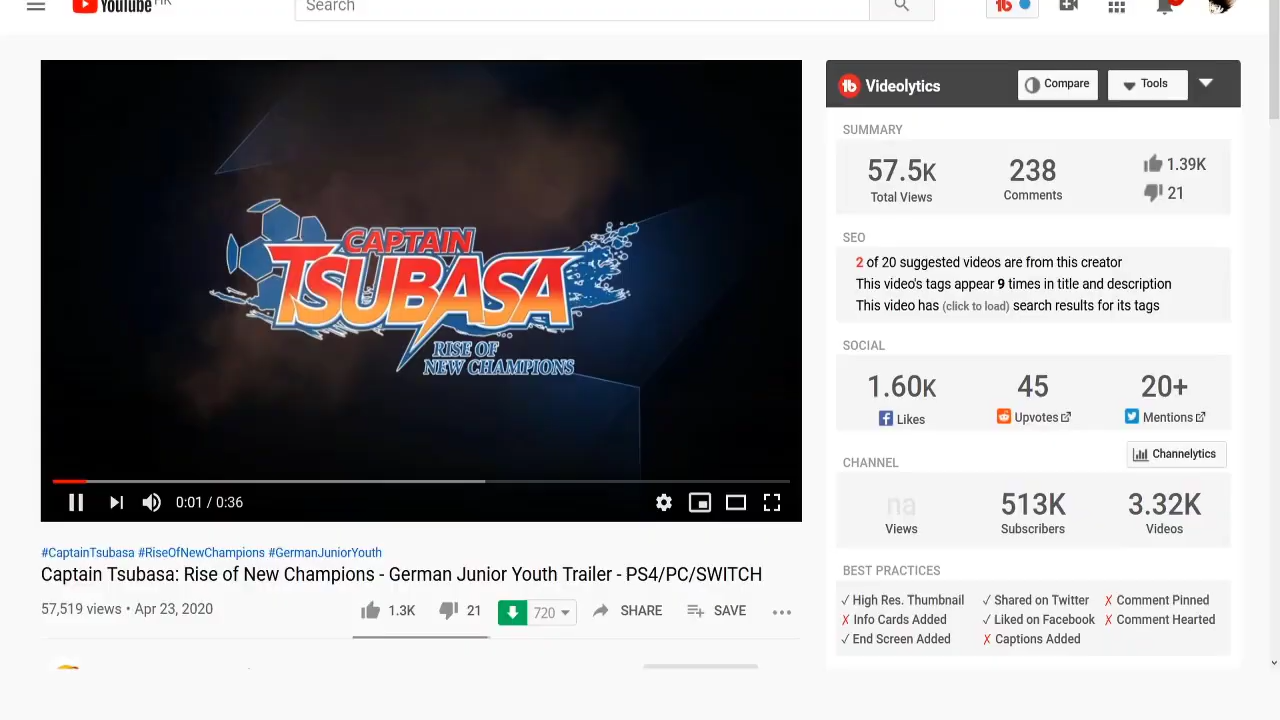 YouTube HK
Search
CAPTAIN
TSUBASA
RISE OF
NEW CHAMPIONS
0:01 / 0:36
#CaptainTsubasa #RiseOfNewChampions #GermanJuniorYouth
Captain Tsubasa: Rise of New Champions - German Junior Youth Trailer - PS4/PC/SWITCH
57,519 views • Apr 23, 2020
1.3K 21 720 SHARE SAVE
Videolytics Compare Tools
SUMMARY
57.5K 238 1.39K
Total Views Comments 21
SEO
2 of 20 suggested videos are from this creator
This video's tags appear 9 times in title and description
This video has (click to load) search results for its tags
SOCIAL
1.60K 45 20+
Likes Upvotes Mentions
CHANNEL Channelytics
na 513K 3.32K
Views Subscribers Videos
BEST PRACTICES
✓ High Res. Thumbnail ✓ Shared on Twitter ✗ Comment Pinned
✗ Info Cards Added ✓ Liked on Facebook ✗ Comment Hearted
✓ End Screen Added ✗ Captions Added